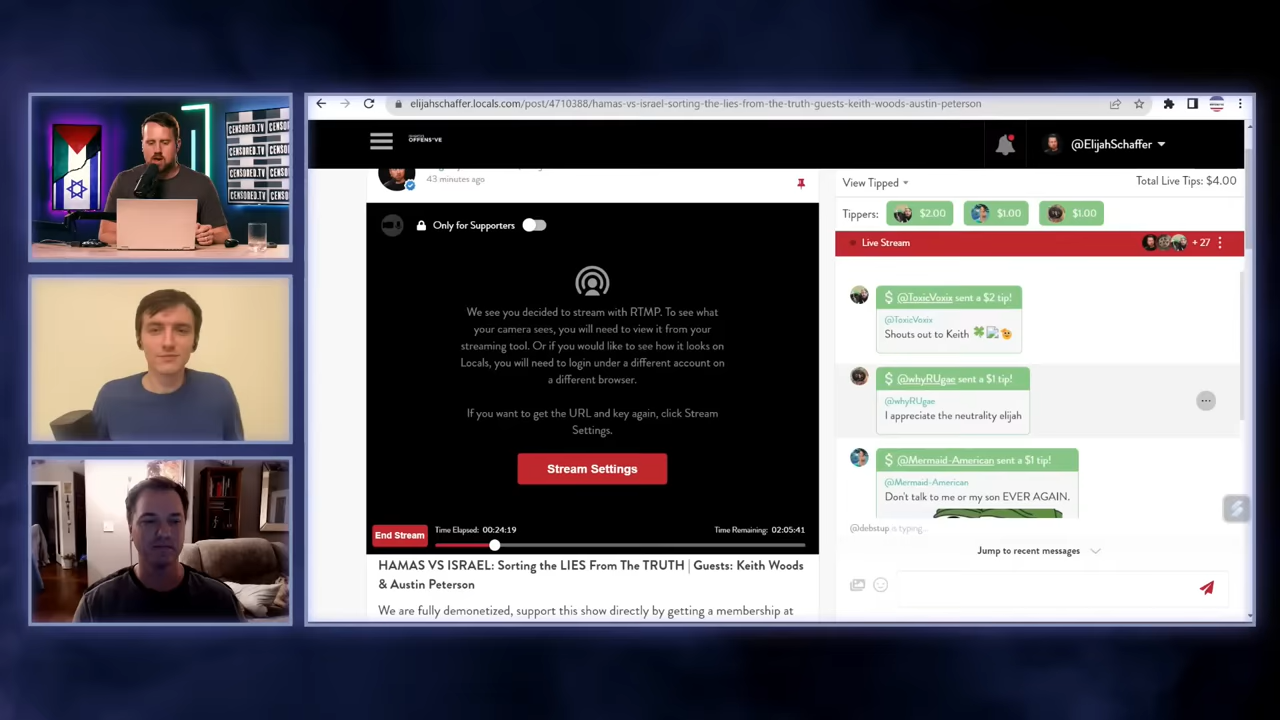 CENSORED.TV
elijahschaffer.locals.com/post/4710388/hamas-vs-israel-sorting-the-lies-from-the-truth-guests-keith-woods-austin-peterson
OFFENS*VE
@ElijahSchaffer
43 minutes ago
View Tipped
Total Live Tips: $4.00
Tippers:
$2.00
$1.00
$1.00
Only for Supporters
Live Stream
+ 27
We see you decided to stream with RTMP. To see what
your camera sees, you will need to view it from your
streaming tool. Or if you would like to see how it looks on
Locals, you will need to login under a different account on
a different browser.
If you want to get the URL and key again, click Stream
Settings.
Stream Settings
End Stream
Time Elapsed: 00:24:19
Time Remaining: 02:05:41
HAMAS VS ISRAEL: Sorting the LIES From The TRUTH | Guests: Keith Woods
& Austin Peterson
We are fully demonetized, support this show directly by getting a membership at
$ @ToxicVoxix sent a $2 tip!
@ToxicVoxix
Shouts out to Keith
$ @whyRUgae sent a $1 tip!
@whyRUgae
I appreciate the neutrality elijah
$ @Mermaid-American sent a $1 tip!
@Mermaid-American
Don't talk to me or my son EVER AGAIN.
@debstup is typing...
Jump to recent messages